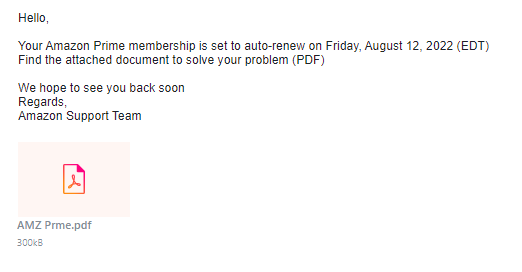 Hello,
Your Amazon Prime membership is set to auto-renew on Friday, August 12, 2022 (EDT)
Find the attached document to solve your problem (PDF)
We hope to see you back soon
Regards,
Amazon Support Team
AMZ Prme.pdf
300kB